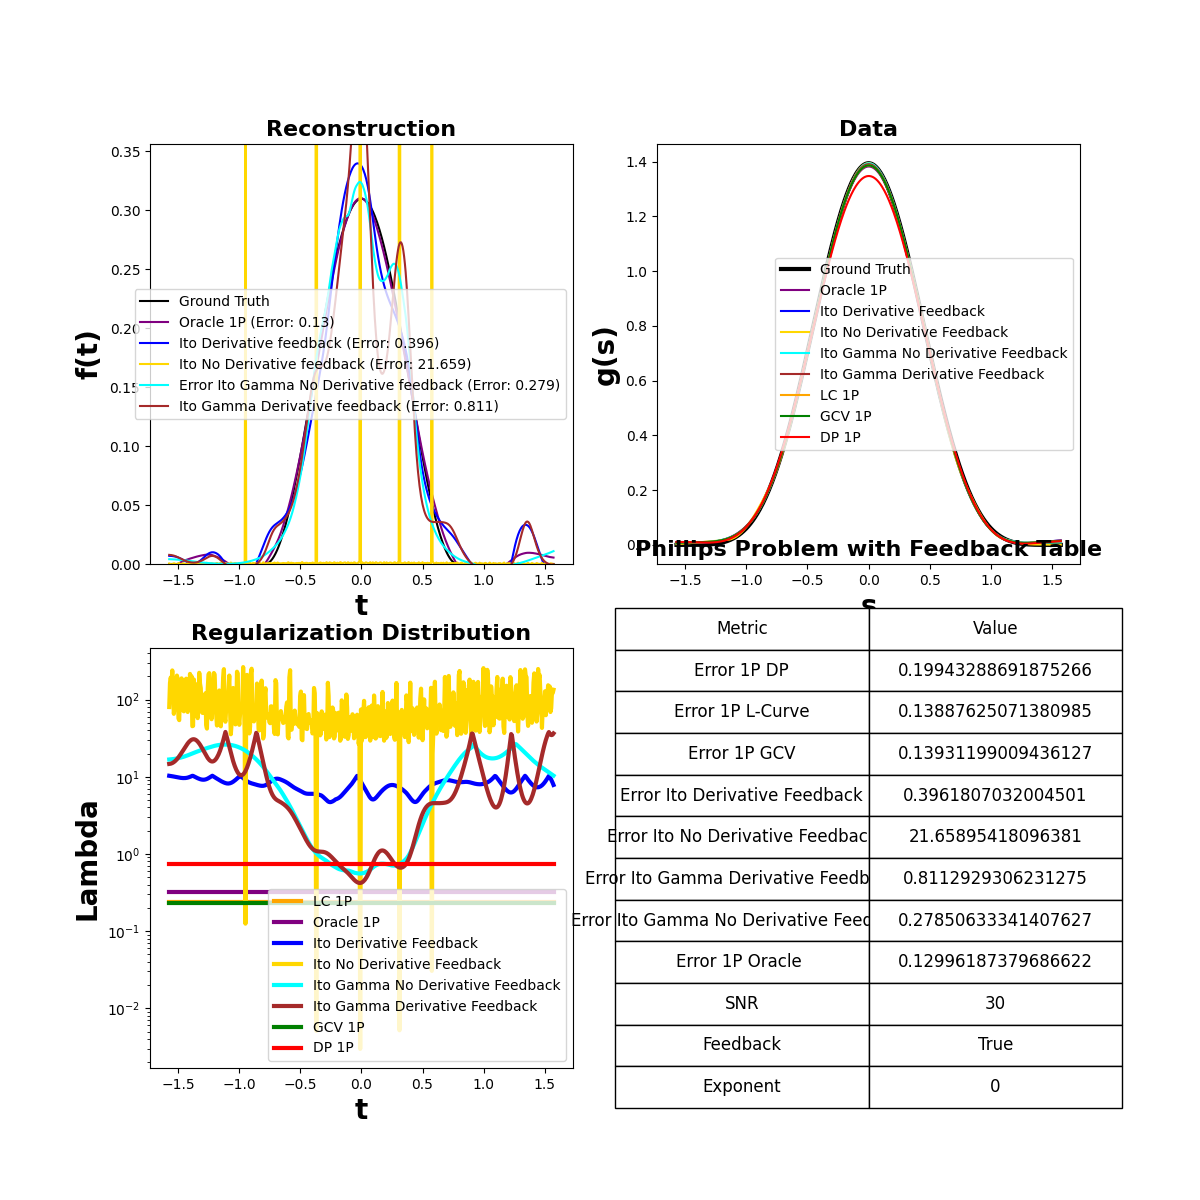 Reconstruction
0.35
0.30
0.25
0.20
0.15
0.10
0.05
0.00
f(t)
Ground Truth
Oracle 1P (Error: 0.13)
Ito Derivative feedback (Error: 0.396)
Ito No Derivative feedback (Error: 21.659)
Error Ito Gamma No Derivative feedback (Error: 0.279)
Ito Gamma Derivative feedback (Error: 0.811)
−1.5 −1.0 −0.5 0.0 0.5 1.0 1.5
t
Data
1.4
1.2
1.0
0.8
0.6
0.4
0.2
g(s)
Ground Truth
Oracle 1P
Ito Derivative Feedback
Ito No Derivative Feedback
Ito Gamma No Derivative Feedback
Ito Gamma Derivative Feedback
LC 1P
GCV 1P
DP 1P
−1.5 −1.0 −0.5 0.0 0.5 1.0 1.5
s
Regularization Distribution
10²
10¹
10⁰
10⁻¹
10⁻²
Lambda
LC 1P
Oracle 1P
Ito Derivative Feedback
Ito No Derivative Feedback
Ito Gamma No Derivative Feedback
Ito Gamma Derivative Feedback
GCV 1P
DP 1P
−1.5 −1.0 −0.5 0.0 0.5 1.0 1.5
t
Phillips Problem with Feedback Table
Metric Value
Error 1P DP 0.19943288691875266
Error 1P L-Curve 0.13887625071380985
Error 1P GCV 0.13931199009436127
Error Ito Derivative Feedback 0.3961807032004501
Error Ito No Derivative Feedbac 21.65895418096381
Error Ito Gamma Derivative Feedb 0.8112929306231275
Error Ito Gamma No Derivative Feed 0.27850633341407627
Error 1P Oracle 0.12996187379686622
SNR 30
Feedback True
Exponent 0